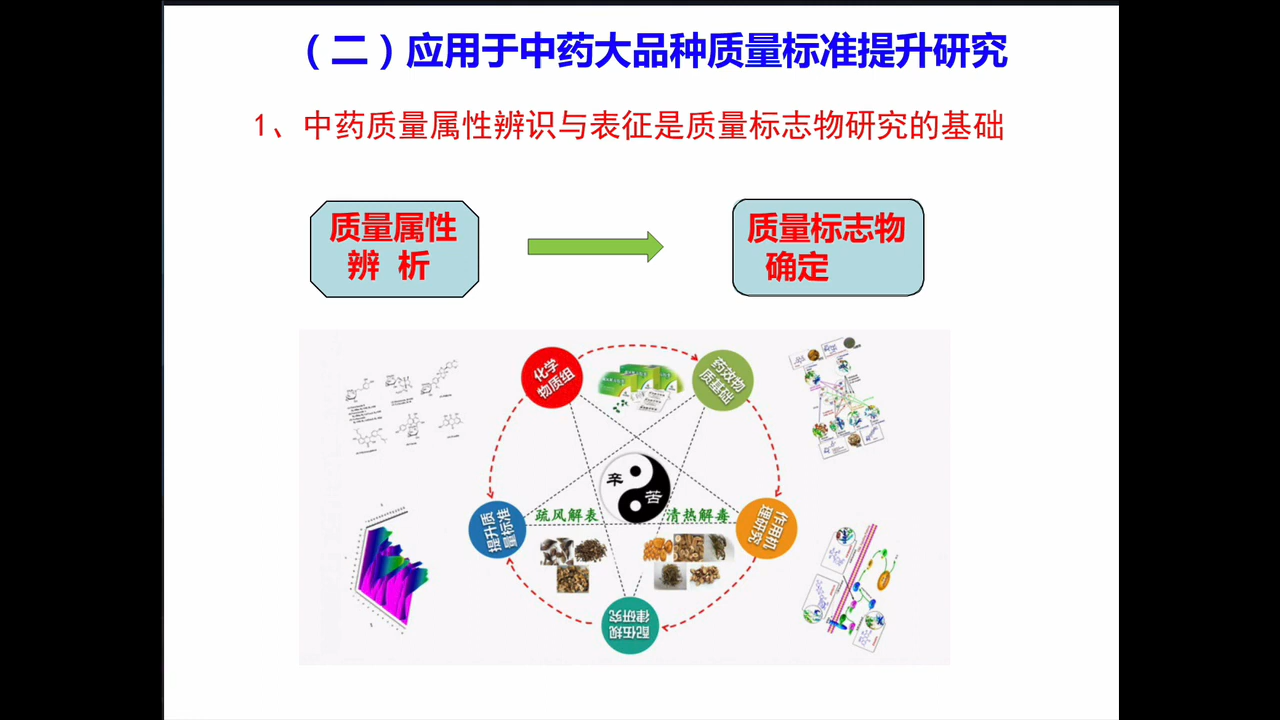 （二）应用于中药大品种质量标准提升研究
1、中药质量属性辨识与表征是质量标志物研究的基础
质量属性
辨 析
质量标志物
确定
化学
物质组
药效物
质基础
辛
苦
疏风解表
清热解毒
提升质
量标准
作用机
理研究
配伍规
律研究